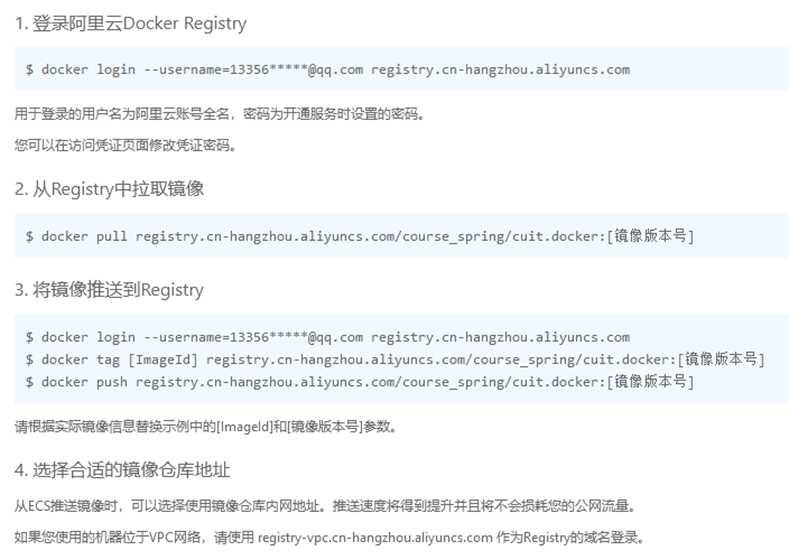 1. 登录阿里云Docker Registry
$ docker login --username=13356*****@qq.com registry.cn-hangzhou.aliyuncs.com
用于登录的用户名为阿里云账号全名，密码为开通服务时设置的密码。
您可以在访问凭证页面修改凭证密码。
2. 从Registry中拉取镜像
$ docker pull registry.cn-hangzhou.aliyuncs.com/course_spring/cuit.docker:[镜像版本号]
3. 将镜像推送到Registry
$ docker login --username=13356*****@qq.com registry.cn-hangzhou.aliyuncs.com
$ docker tag [ImageId] registry.cn-hangzhou.aliyuncs.com/course_spring/cuit.docker:[镜像版本号]
$ docker push registry.cn-hangzhou.aliyuncs.com/course_spring/cuit.docker:[镜像版本号]
请根据实际镜像信息替换示例中的[ImageId]和[镜像版本号]参数。
4. 选择合适的镜像仓库地址
从ECS推送镜像时，可以选择使用镜像仓库内网地址。推送速度将得到提升并且将不会损耗您的公网流量。
如果您使用的机器位于VPC网络，请使用 registry-vpc.cn-hangzhou.aliyuncs.com 作为Registry的域名登录。